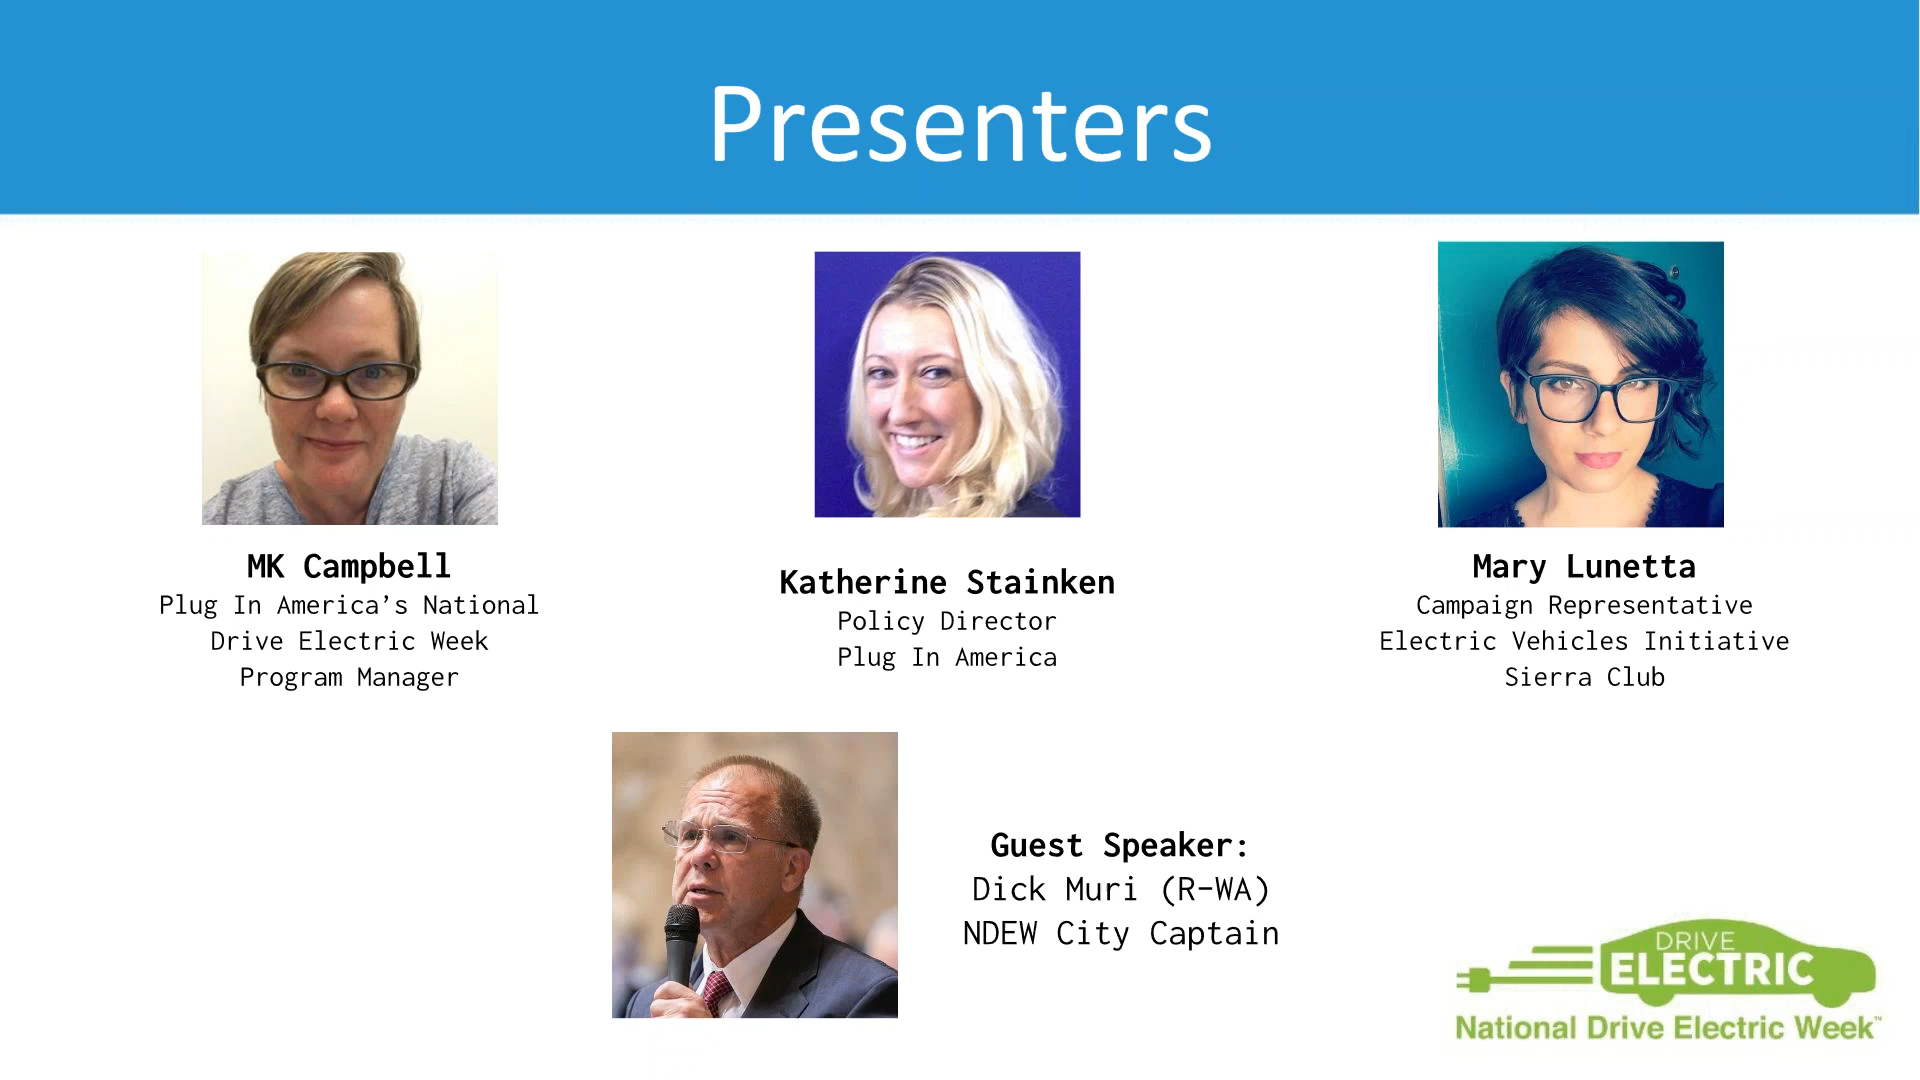 Presenters
MK Campbell
Plug In America’s National
Drive Electric Week
Program Manager
Katherine Stainken
Policy Director
Plug In America
Mary Lunetta
Campaign Representative
Electric Vehicles Initiative
Sierra Club
Guest Speaker:
Dick Muri (R-WA)
NDEW City Captain
DRIVE
ELECTRIC
National Drive Electric Week™